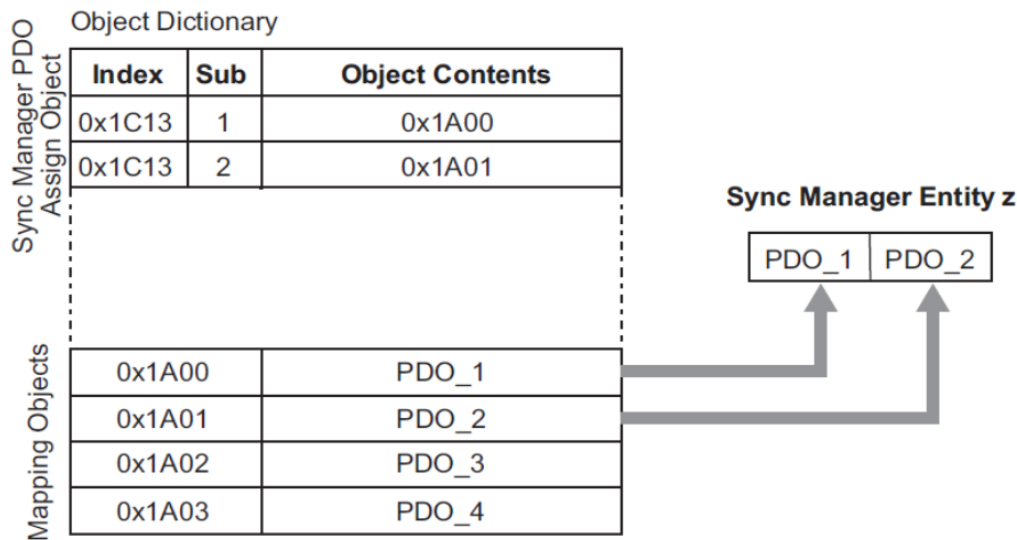 Object Dictionary
Sync Manager PDO
Assign Object
Index Sub Object Contents
0x1C13 1 0x1A00
0x1C13 2 0x1A01
Sync Manager Entity z
PDO_1 PDO_2
Mapping Objects
0x1A00 PDO_1
0x1A01 PDO_2
0x1A02 PDO_3
0x1A03 PDO_4